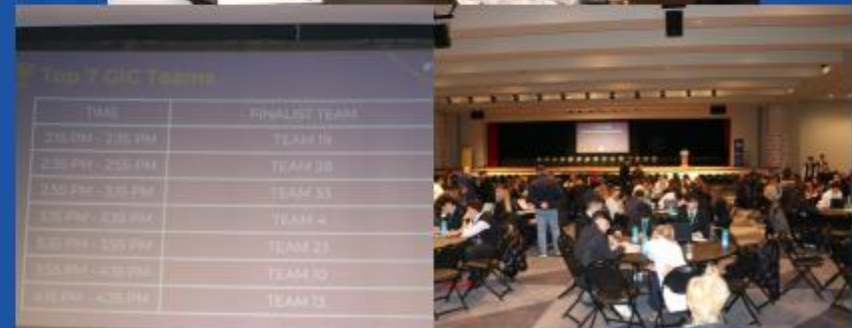 Top 7 GIC Teams
TIME FINALIST TEAM
2:15 PM - 2:35 PM TEAM 19
2:35 PM - 2:55 PM TEAM 28
2:55 PM - 3:15 PM TEAM 33
3:15 PM - 3:35 PM TEAM 4
3:35 PM - 3:55 PM TEAM 23
3:55 PM - 4:15 PM TEAM 10
4:15 PM - 4:35 PM TEAM 13